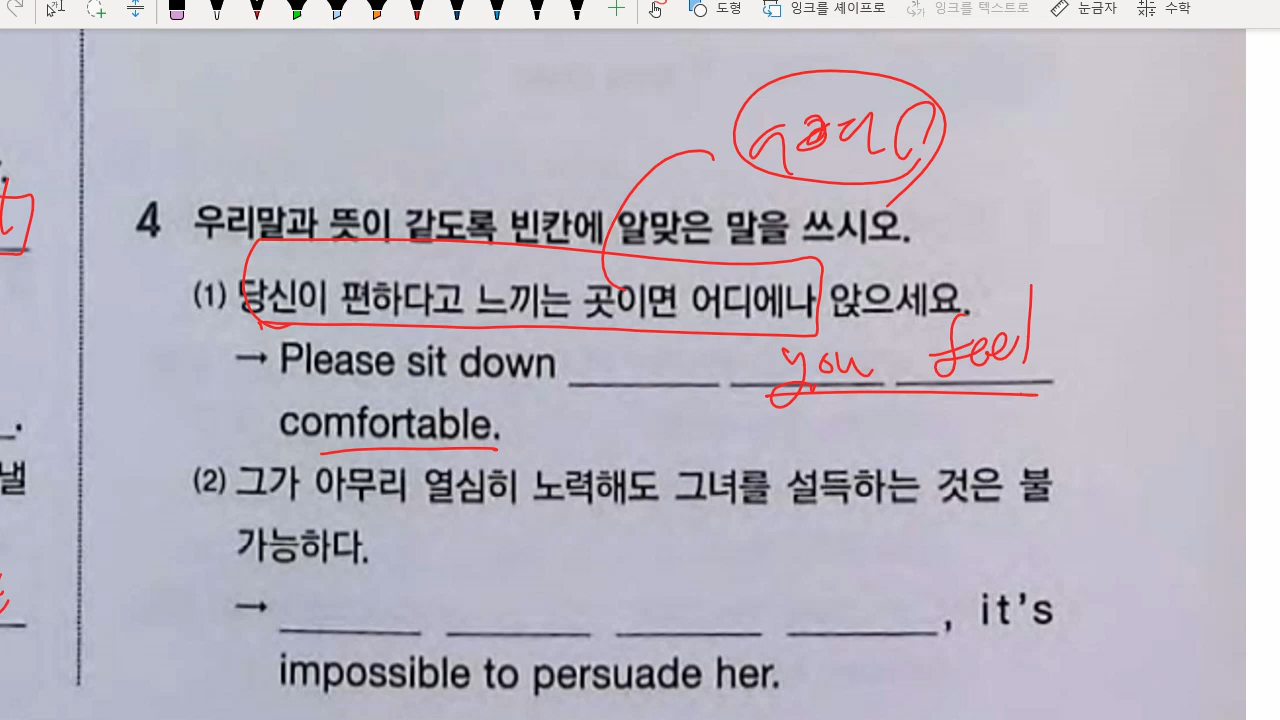 도형 잉크를 셰이프로 잉크를 텍스트로 눈금자 수학
4 우리말과 뜻이 같도록 빈칸에 알맞은 말을 쓰시오.
(1) 당신이 편하다고 느끼는 곳이면 어디에나 앉으세요.
→ Please sit down ______ you feel
comfortable.
(2) 그가 아무리 열심히 노력해도 그녀를 설득하는 것은 불
가능하다.
→ ______ ______ ______ ______, it's
impossible to persuade her.
낼